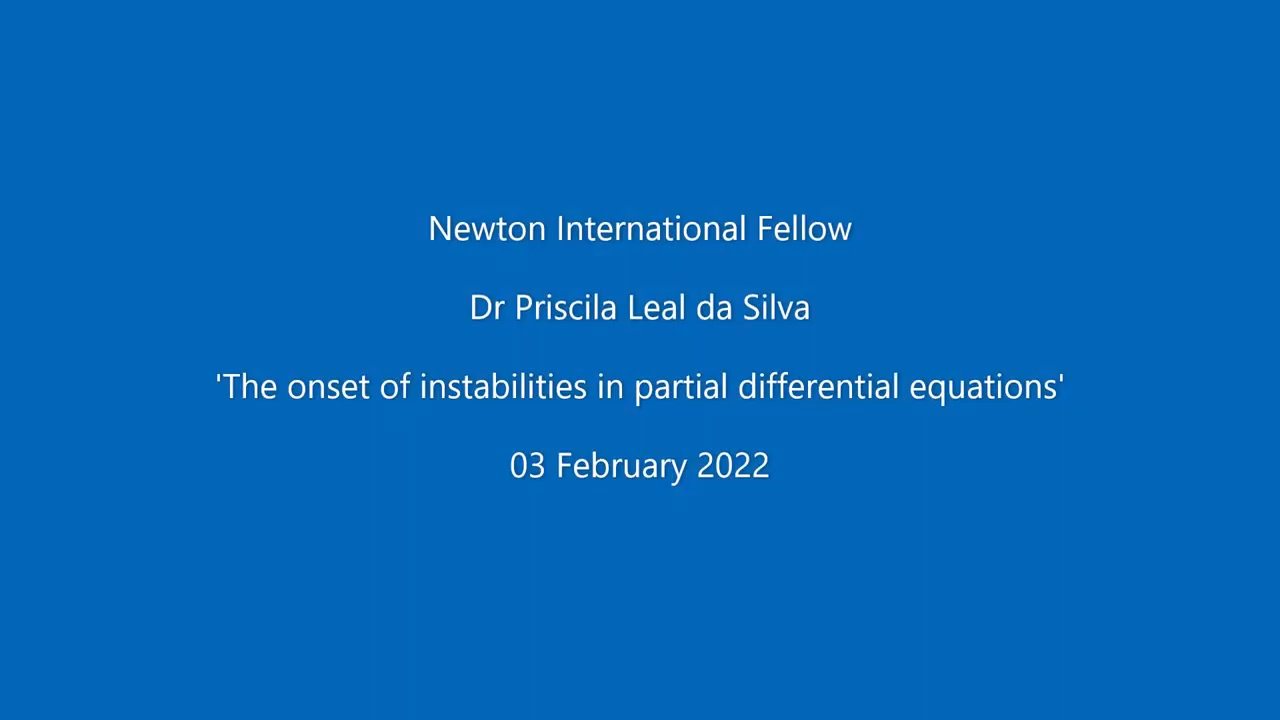 Newton International Fellow
Dr Priscila Leal da Silva
'The onset of instabilities in partial differential equations'
03 February 2022